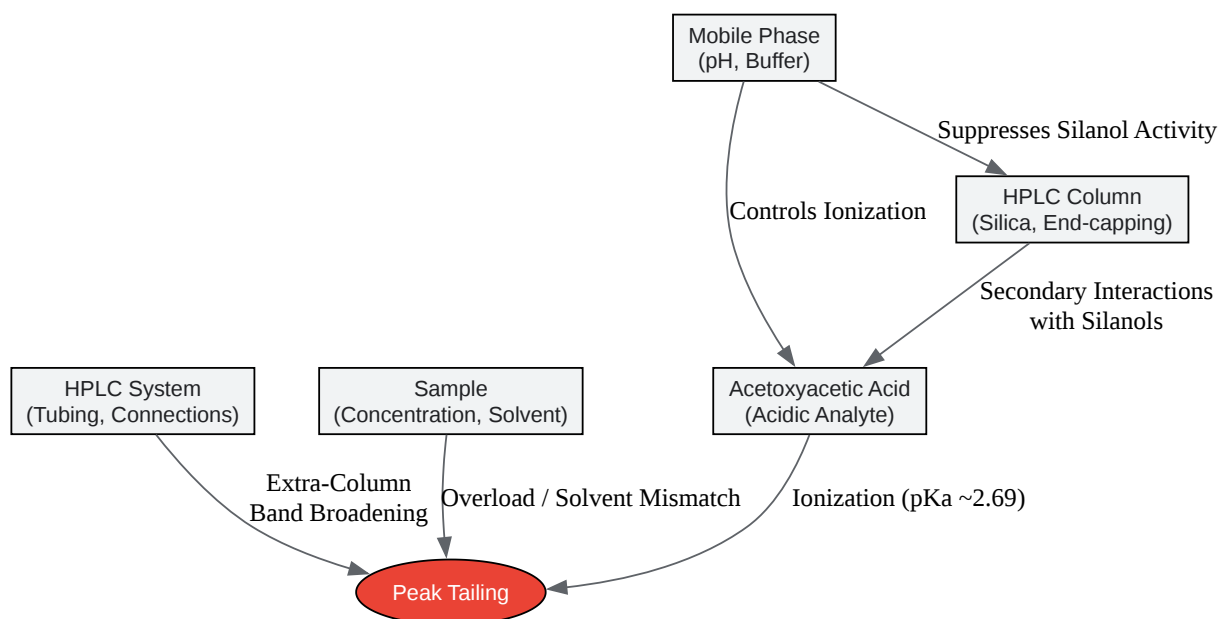 Mobile Phase
(pH, Buffer)
Suppresses Silanol Activity
HPLC Column
(Silica, End-capping)
Controls Ionization
Secondary Interactions
with Silanols
HPLC System
(Tubing, Connections)
Sample
(Concentration, Solvent)
Acetoxyacetic Acid
(Acidic Analyte)
Extra-Column
Band Broadening
Overload / Solvent Mismatch
Ionization (pKa ~2.69)
Peak Tailing